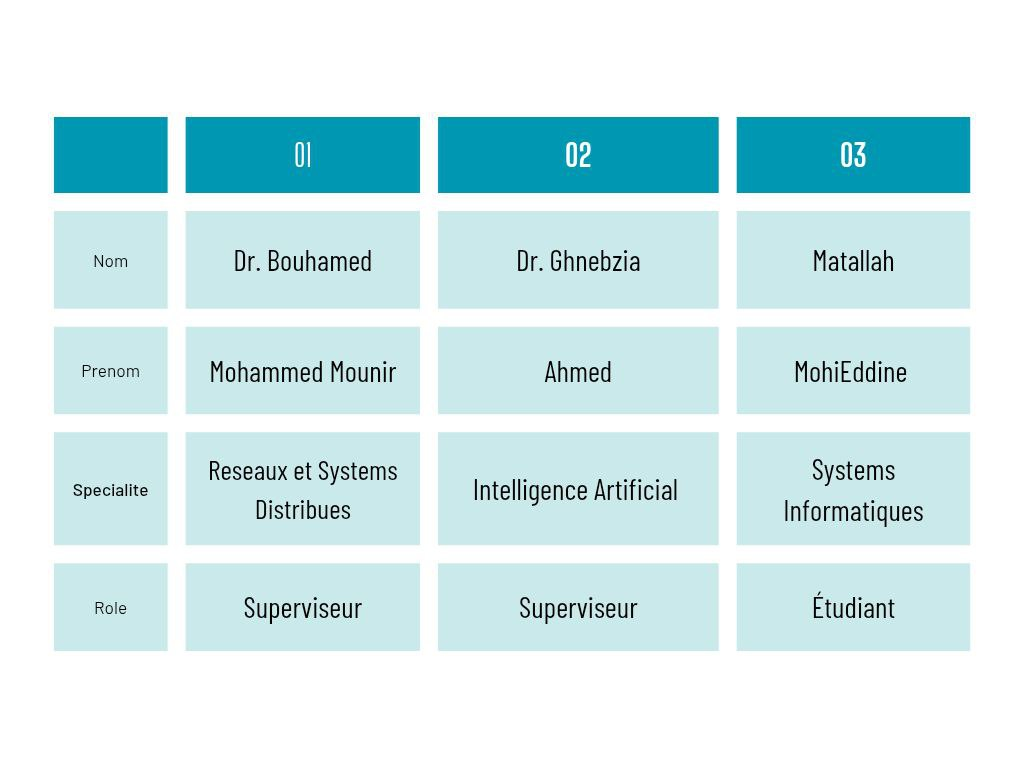 01 02 03
Nom Dr. Bouhamed Dr. Ghnebzia Matallah
Prenom Mohammed Mounir Ahmed MohiEddine
Specialite Reseaux et Systems Distribues Intelligence Artificial Systems Informatiques
Role Superviseur Superviseur Étudiant